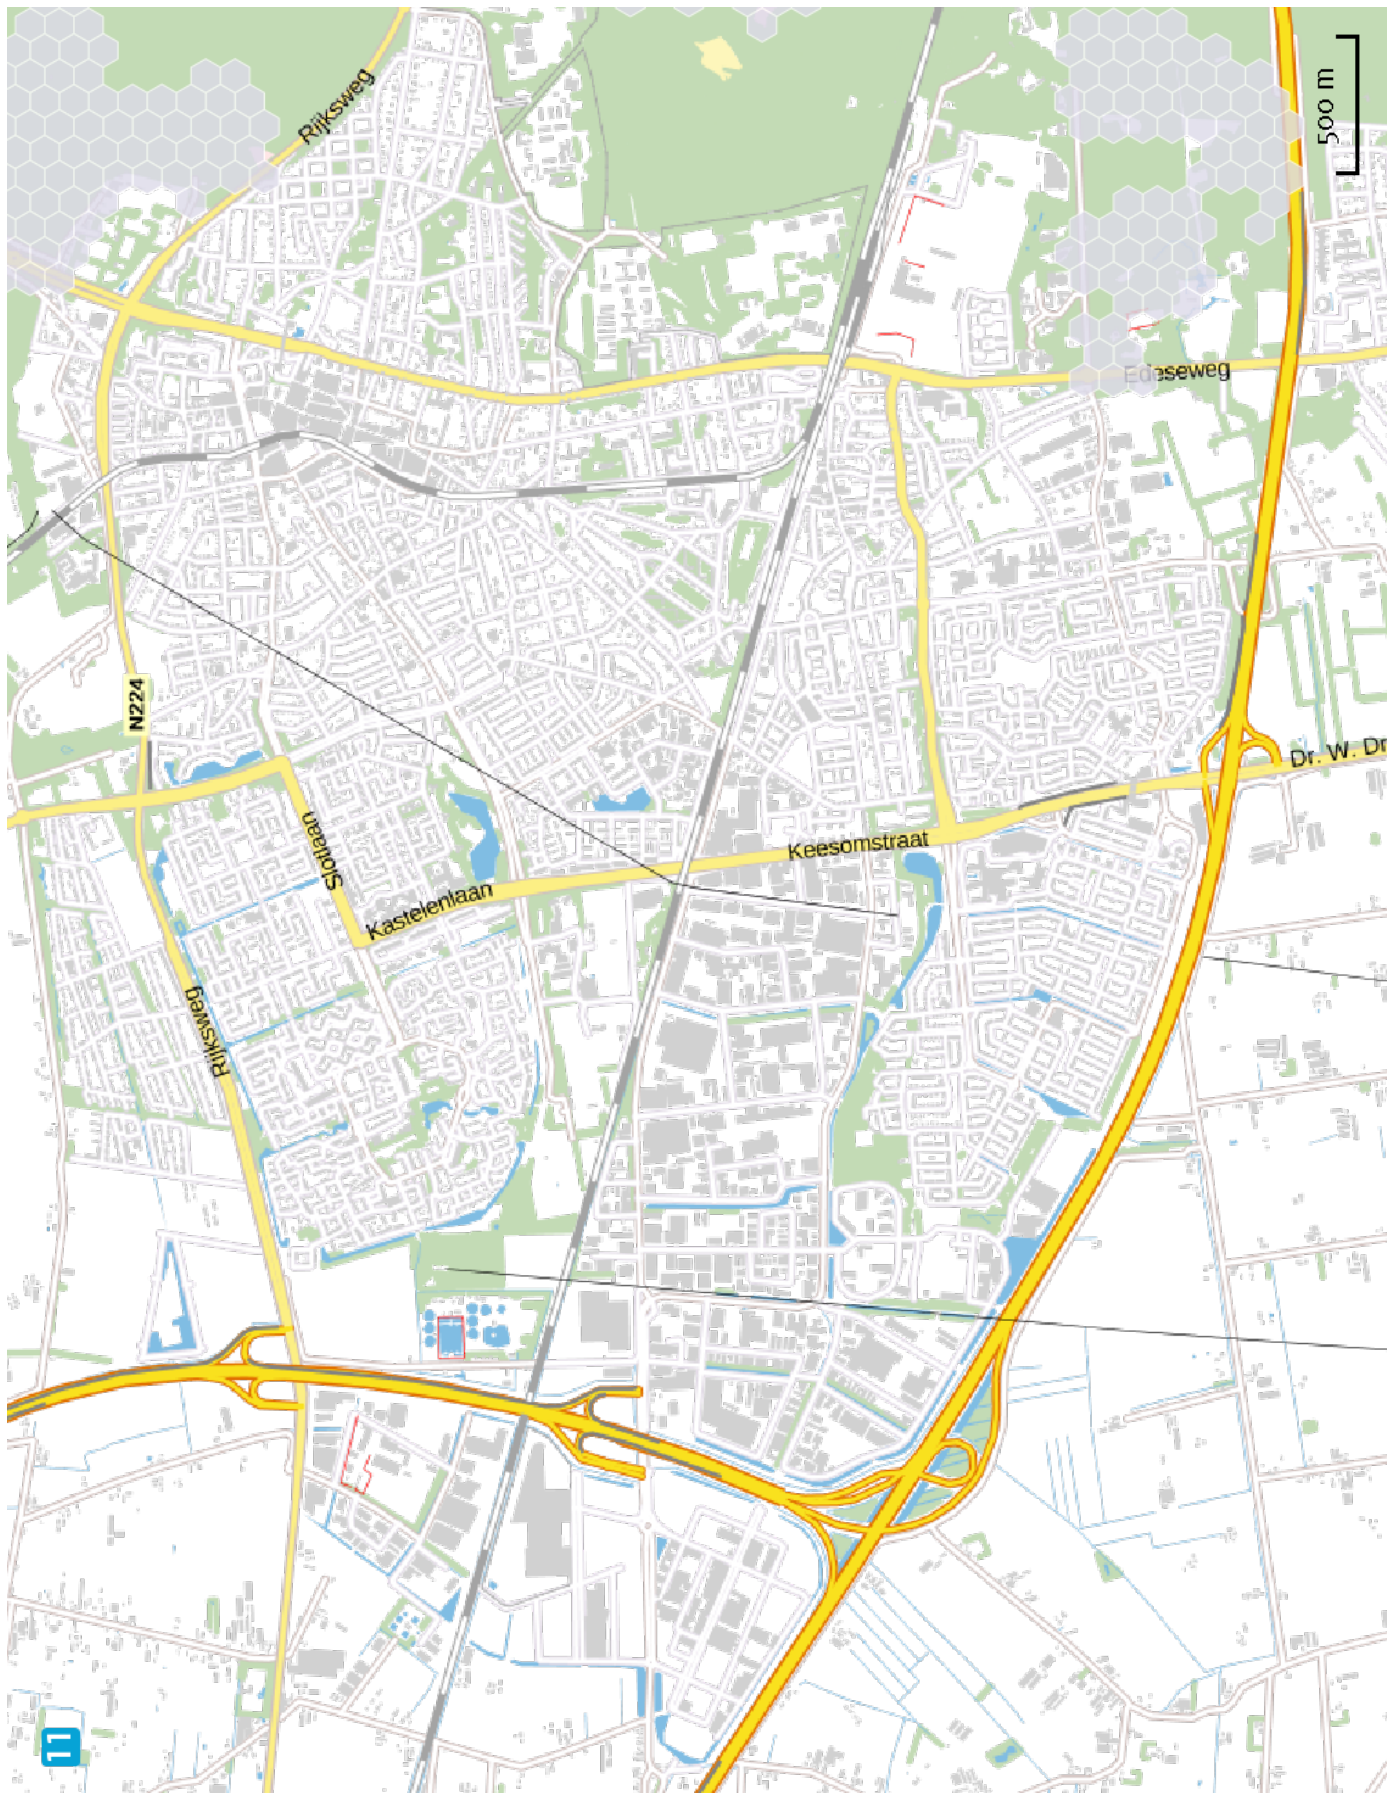 Rijksweg
500 m
Edeseweg
N224
Dr. W. Dr
Slotlaan
Keesomstraat
Kastelenlaan
Rijksweg
11